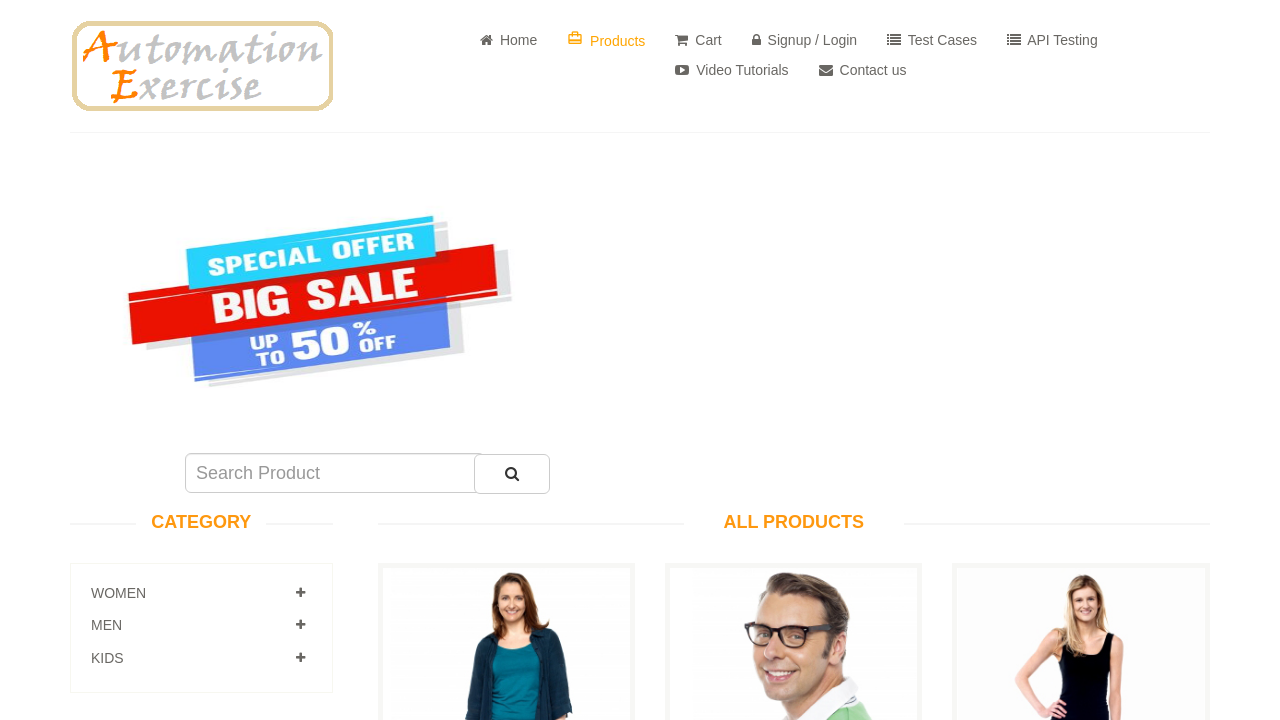 Automation
Exercise
Home
Products
Cart
Signup / Login
Test Cases
API Testing
Video Tutorials
Contact us
SPECIAL OFFER
BIG SALE
UP TO 50% OFF
Search Product
CATEGORY
ALL PRODUCTS
WOMEN
MEN
KIDS